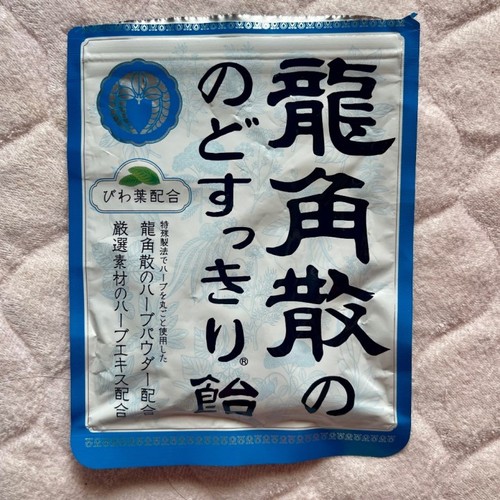 龍角散の
のどすっきり®飴
びわ葉配合
特殊製法でハーブを丸ごと使用した
龍角散のハーブパウダー配合
厳選素材のハーブエキス配合